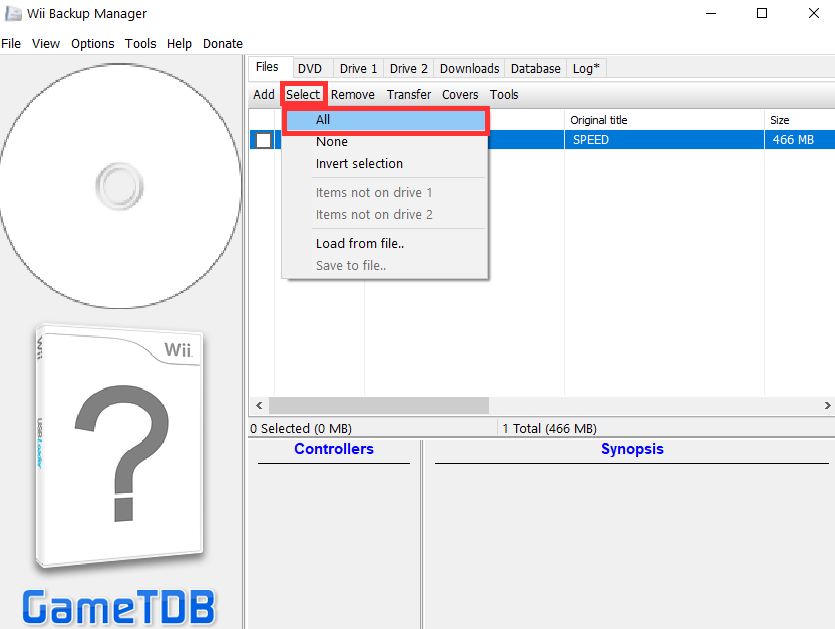 Wii Backup Manager
File View Options Tools Help Donate
Files DVD Drive 1 Drive 2 Downloads Database Log*
Add Select Remove Transfer Covers Tools
All
None
Invert selection
Items not on drive 1
Items not on drive 2
Load from file..
Save to file..
Original title Size
SPEED 466 MB
0 Selected (0 MB) 1 Total (466 MB)
Controllers Synopsis
Wii
Wii
USB Loader
?
GameTDB